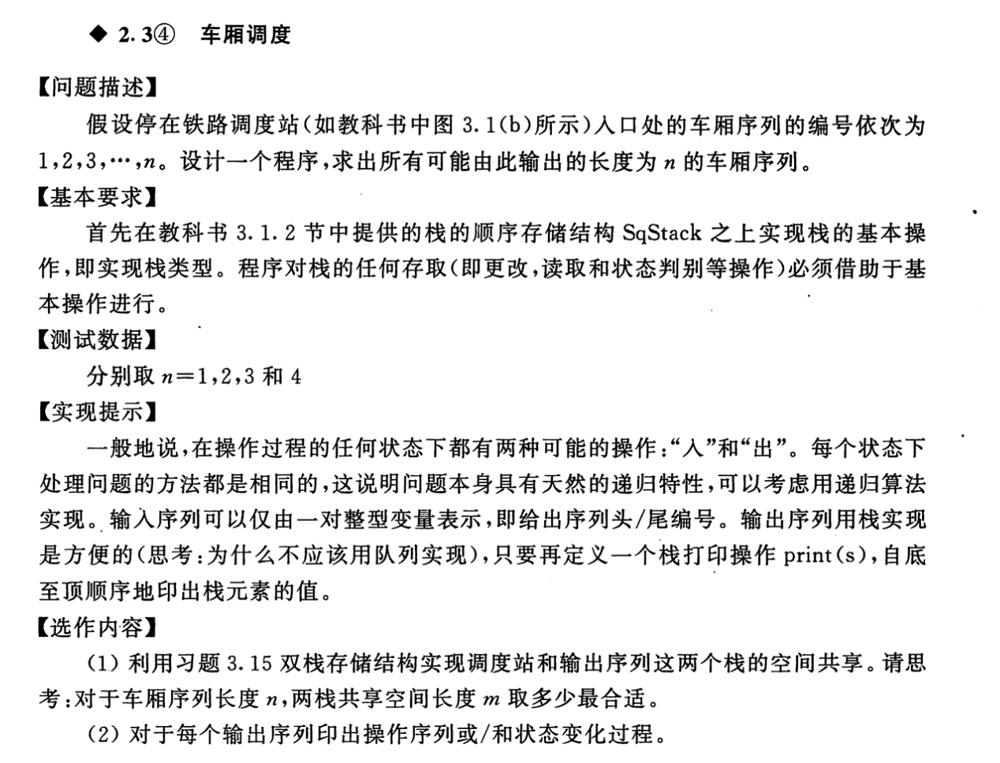 ◆ 2.3④ 车厢调度
【问题描述】
假设停在铁路调度站(如教科书中图 3.1(b)所示)入口处的车厢序列的编号依次为
1,2,3,…,n。设计一个程序,求出所有可能由此输出的长度为 n 的车厢序列。
【基本要求】
首先在教科书 3.1.2 节中提供的栈的顺序存储结构 SqStack 之上实现栈的基本操
作,即实现栈类型。程序对栈的任何存取(即更改,读取和状态判别等操作)必须借助于基
本操作进行。
【测试数据】
分别取 n=1,2,3 和 4
【实现提示】
一般地说,在操作过程的任何状态下都有两种可能的操作:“入”和“出”。每个状态下
处理问题的方法都是相同的,这说明问题本身具有天然的递归特性,可以考虑用递归算法
实现。输入序列可以仅由一对整型变量表示,即给出序列头/尾编号。输出序列用栈实现
是方便的(思考:为什么不应该用队列实现),只要再定义一个栈打印操作 print(s),自底
至顶顺序地印出栈元素的值。
【选作内容】
(1) 利用习题 3.15 双栈存储结构实现调度站和输出序列这两个栈的空间共享。请思
考:对于车厢序列长度 n,两栈共享空间长度 m 取多少最合适。
(2) 对于每个输出序列印出操作序列或/和状态变化过程。